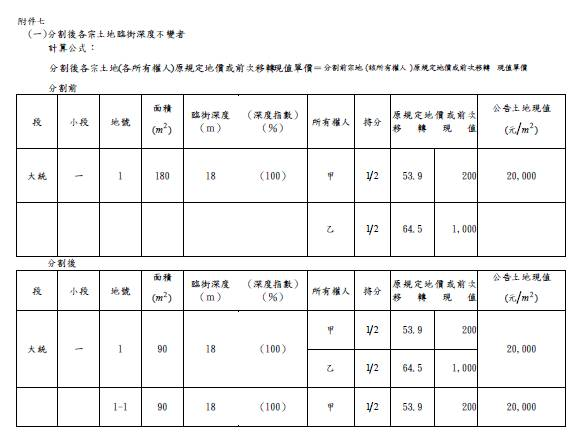 附件七
(一)分割後各宗土地臨街深度不變者
計算公式：
分割後各宗土地(各所有權人)原規定地價或前次移轉現值單價＝分割前宗地(該所有權人)原規定地價或前次移轉 現值單價
分割前
段 小段 地號 面積(m²) 臨街深度(m) (深度指數)(%) 所有權人 持分 原規定地價或前次移轉現值 公告土地現值(元/m²)
大統 一 1 180 18 (100) 甲 1/2 53.9 200 20,000
乙 1/2 64.5 1,000
分割後
段 小段 地號 面積(m²) 臨街深度(m) (深度指數)(%) 所有權人 持分 原規定地價或前次移轉現值 公告土地現值(元/m²)
大統 一 1 90 18 (100) 甲 1/2 53.9 200 20,000
乙 1/2 64.5 1,000
1-1 90 18 (100) 甲 1/2 53.9 200 20,000